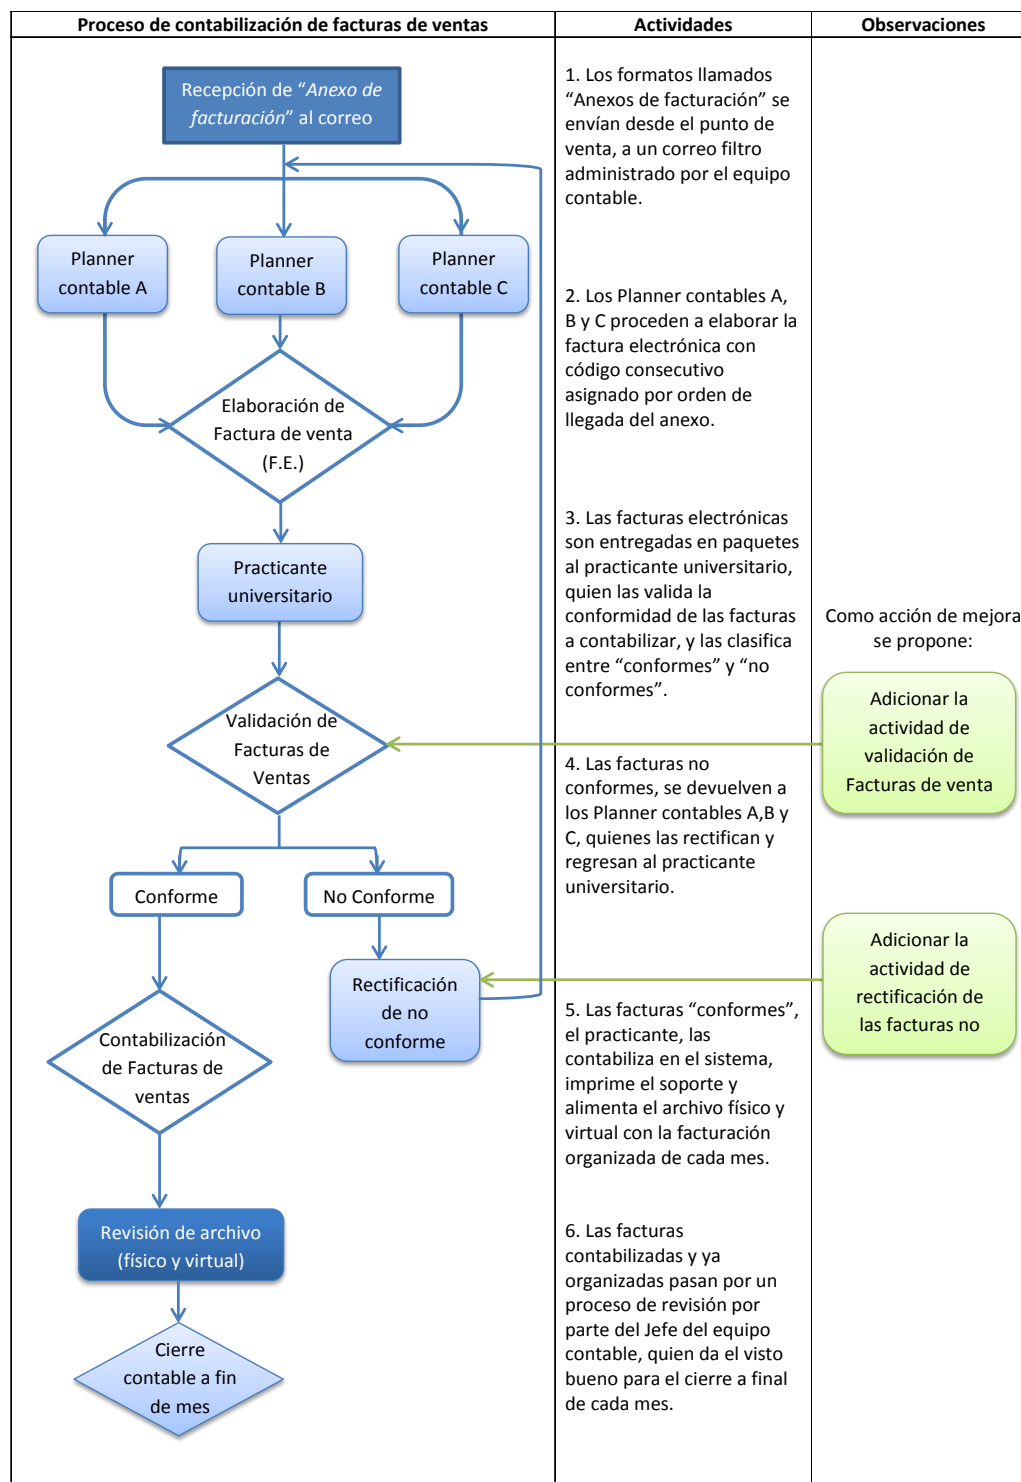 Proceso de contabilización de facturas de ventas
Actividades
Observaciones
Recepción de “Anexo de
facturación” al correo
Planner
contable A
Planner
contable B
Planner
contable C
Elaboración de
Factura de venta
(F.E.)
Practicante
universitario
Validación de
Facturas de
Ventas
Conforme
No Conforme
Rectificación
de no
conforme
Contabilización
de Facturas de
ventas
Revisión de archivo
(físico y virtual)
Cierre
contable a fin
de mes
1. Los formatos llamados
“Anexos de facturación” se
envían desde el punto de
venta, a un correo filtro
administrado por el equipo
contable.
2. Los Planner contables A,
B y C proceden a elaborar la
factura electrónica con
código consecutivo
asignado por orden de
llegada del anexo.
3. Las facturas electrónicas
son entregadas en paquetes
al practicante universitario,
quien las valida la
conformidad de las facturas
a contabilizar, y las clasifica
entre “conformes” y “no
conformes”.
4. Las facturas no
conformes, se devuelven a
los Planner contables A,B y
C, quienes las rectifican y
regresan al practicante
universitario.
5. Las facturas “conformes”,
el practicante, las
contabiliza en el sistema,
imprime el soporte y
alimenta el archivo físico y
virtual con la facturación
organizada de cada mes.
6. Las facturas
contabilizadas y ya
organizadas pasan por un
proceso de revisión por
parte del Jefe del equipo
contable, quien da el visto
bueno para el cierre a final
de cada mes.
Como acción de mejora
se propone:
Adicionar la
actividad de
validación de
Facturas de venta
Adicionar la
actividad de
rectificación de
las facturas no